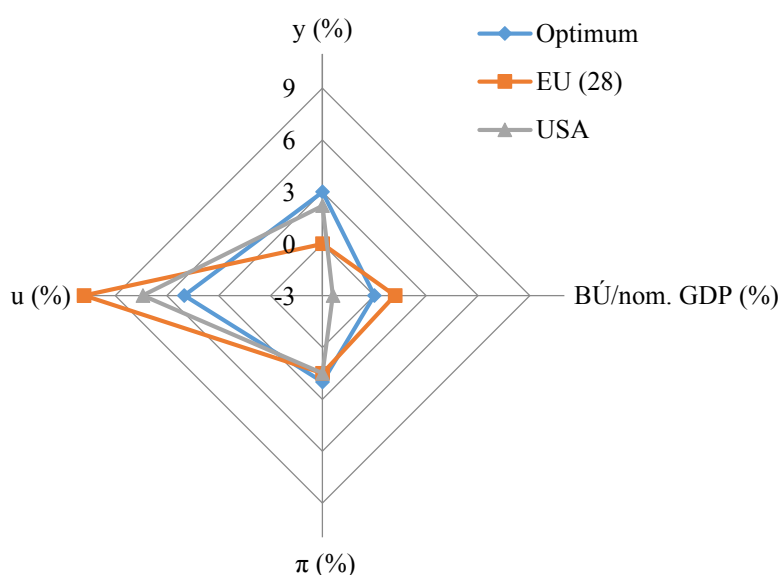 y (%)
Optimum
EU (28)
USA
9
6
3
0
-3
u (%)
BÚ/nom. GDP (%)
π (%)